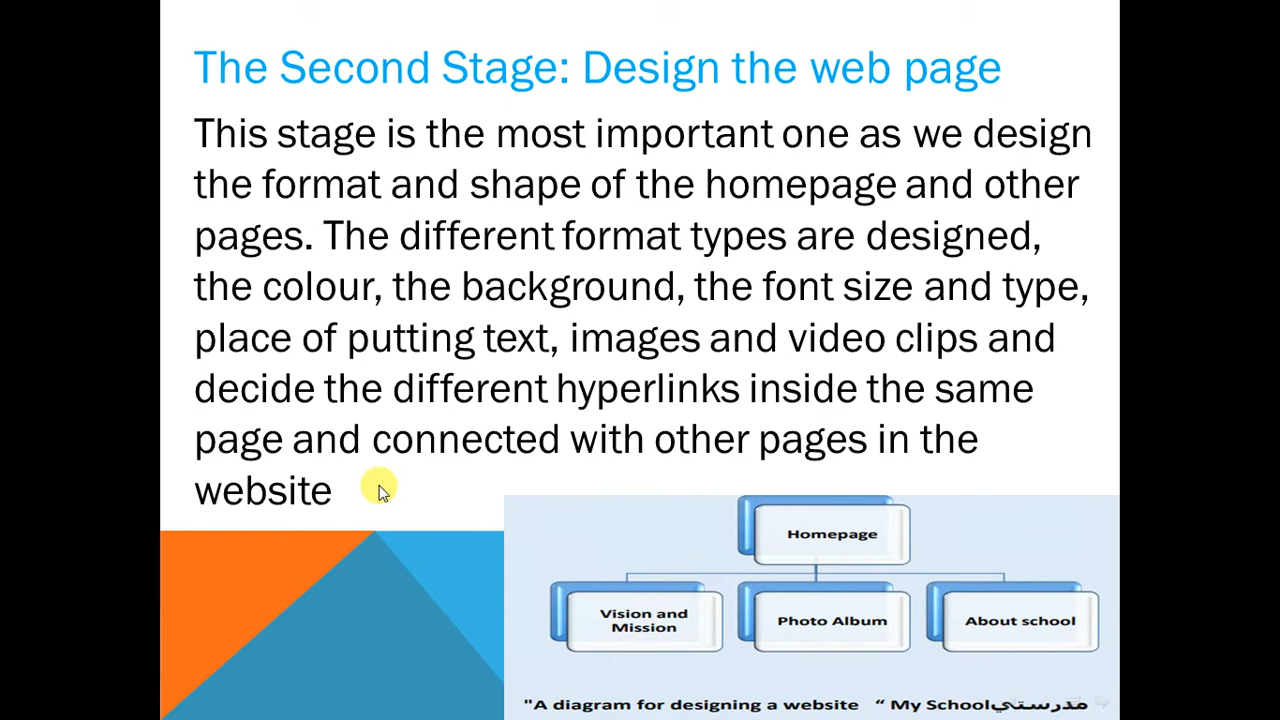 The Second Stage: Design the web page
This stage is the most important one as we design
the format and shape of the homepage and other
pages. The different format types are designed,
the colour, the background, the font size and type,
place of putting text, images and video clips and
decide the different hyperlinks inside the same
page and connected with other pages in the
website
Homepage
Vision and
Mission
Photo Album
About school
"A diagram for designing a website “ My Schoolمدرستي